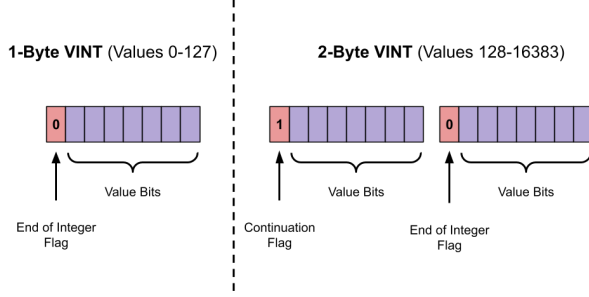 1-Byte VINT (Values 0-127)
0
Value Bits
End of Integer
Flag
2-Byte VINT (Values 128-16383)
1
0
Value Bits
Value Bits
Continuation
Flag
End of Integer
Flag